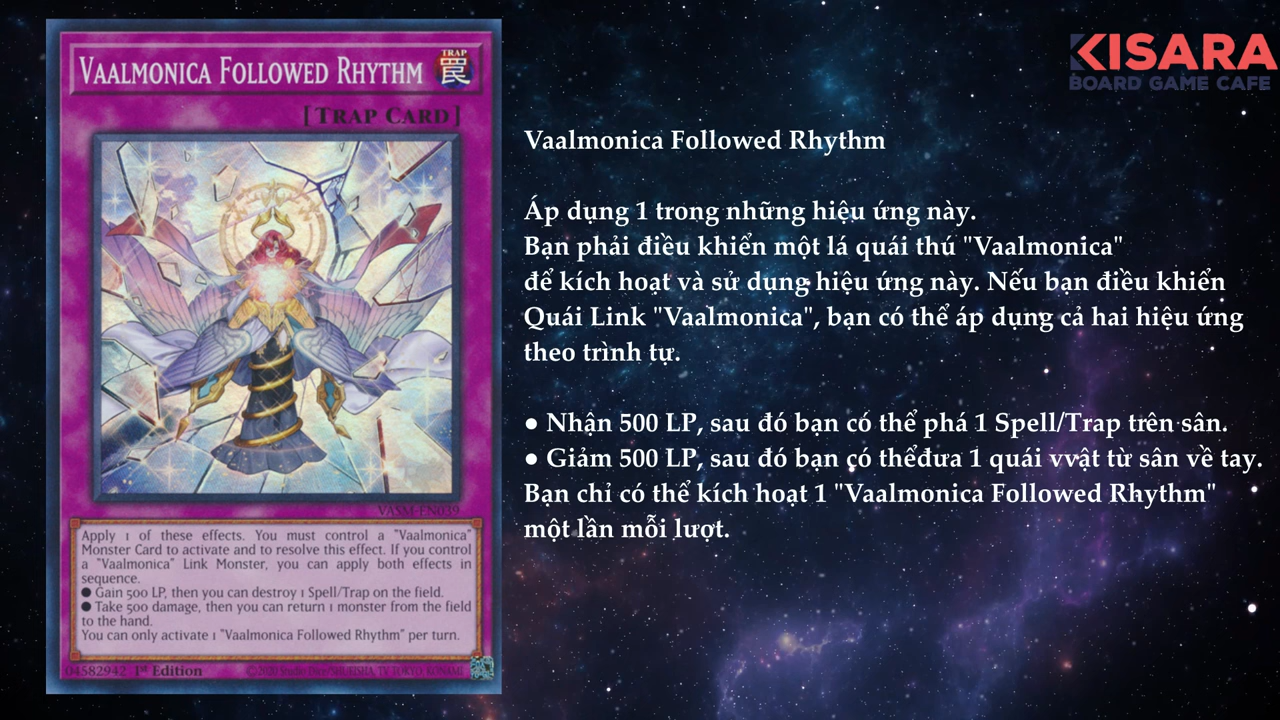 VAALMONICA FOLLOWED RHYTHM
TRAP
罠
[TRAP CARD]
VASM-EN039
Apply 1 of these effects. You must control a "Vaalmonica"
Monster Card to activate and to resolve this effect. If you control
a "Vaalmonica" Link Monster, you can apply both effects in
sequence.
● Gain 500 LP, then you can destroy 1 Spell/Trap on the field.
● Take 500 damage, then you can return 1 monster from the field
to the hand.
You can only activate 1 "Vaalmonica Followed Rhythm" per turn.
04582942 1st Edition
©2020 Studio Dice/SHUEISHA, TV TOKYO, KONAMI
KISARA
BOARD GAME CAFE
Vaalmonica Followed Rhythm
Áp dụng 1 trong những hiệu ứng này.
Bạn phải điều khiển một lá quái thú "Vaalmonica"
để kích hoạt và sử dụng hiệu ứng này. Nếu bạn điều khiển
Quái Link "Vaalmonica", bạn có thể áp dụng cả hai hiệu ứng
theo trình tự.
● Nhận 500 LP, sau đó bạn có thể phá 1 Spell/Trap trên sân.
● Giảm 500 LP, sau đó bạn có thểđưa 1 quái vvật từ sân về tay.
Bạn chỉ có thể kích hoạt 1 "Vaalmonica Followed Rhythm"
một lần mỗi lượt.